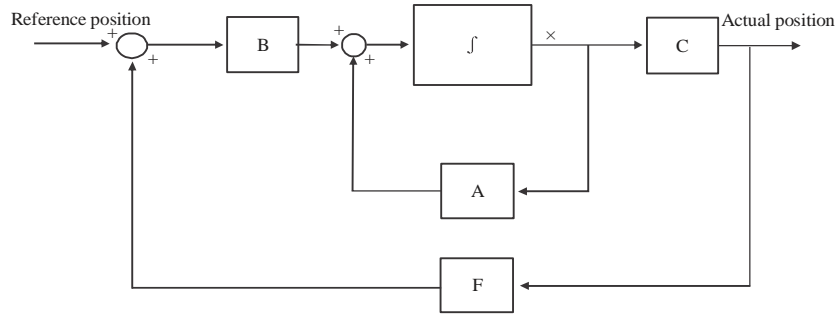 Reference position
Actual position
+
+
B
+
+
∫
×
C
A
F